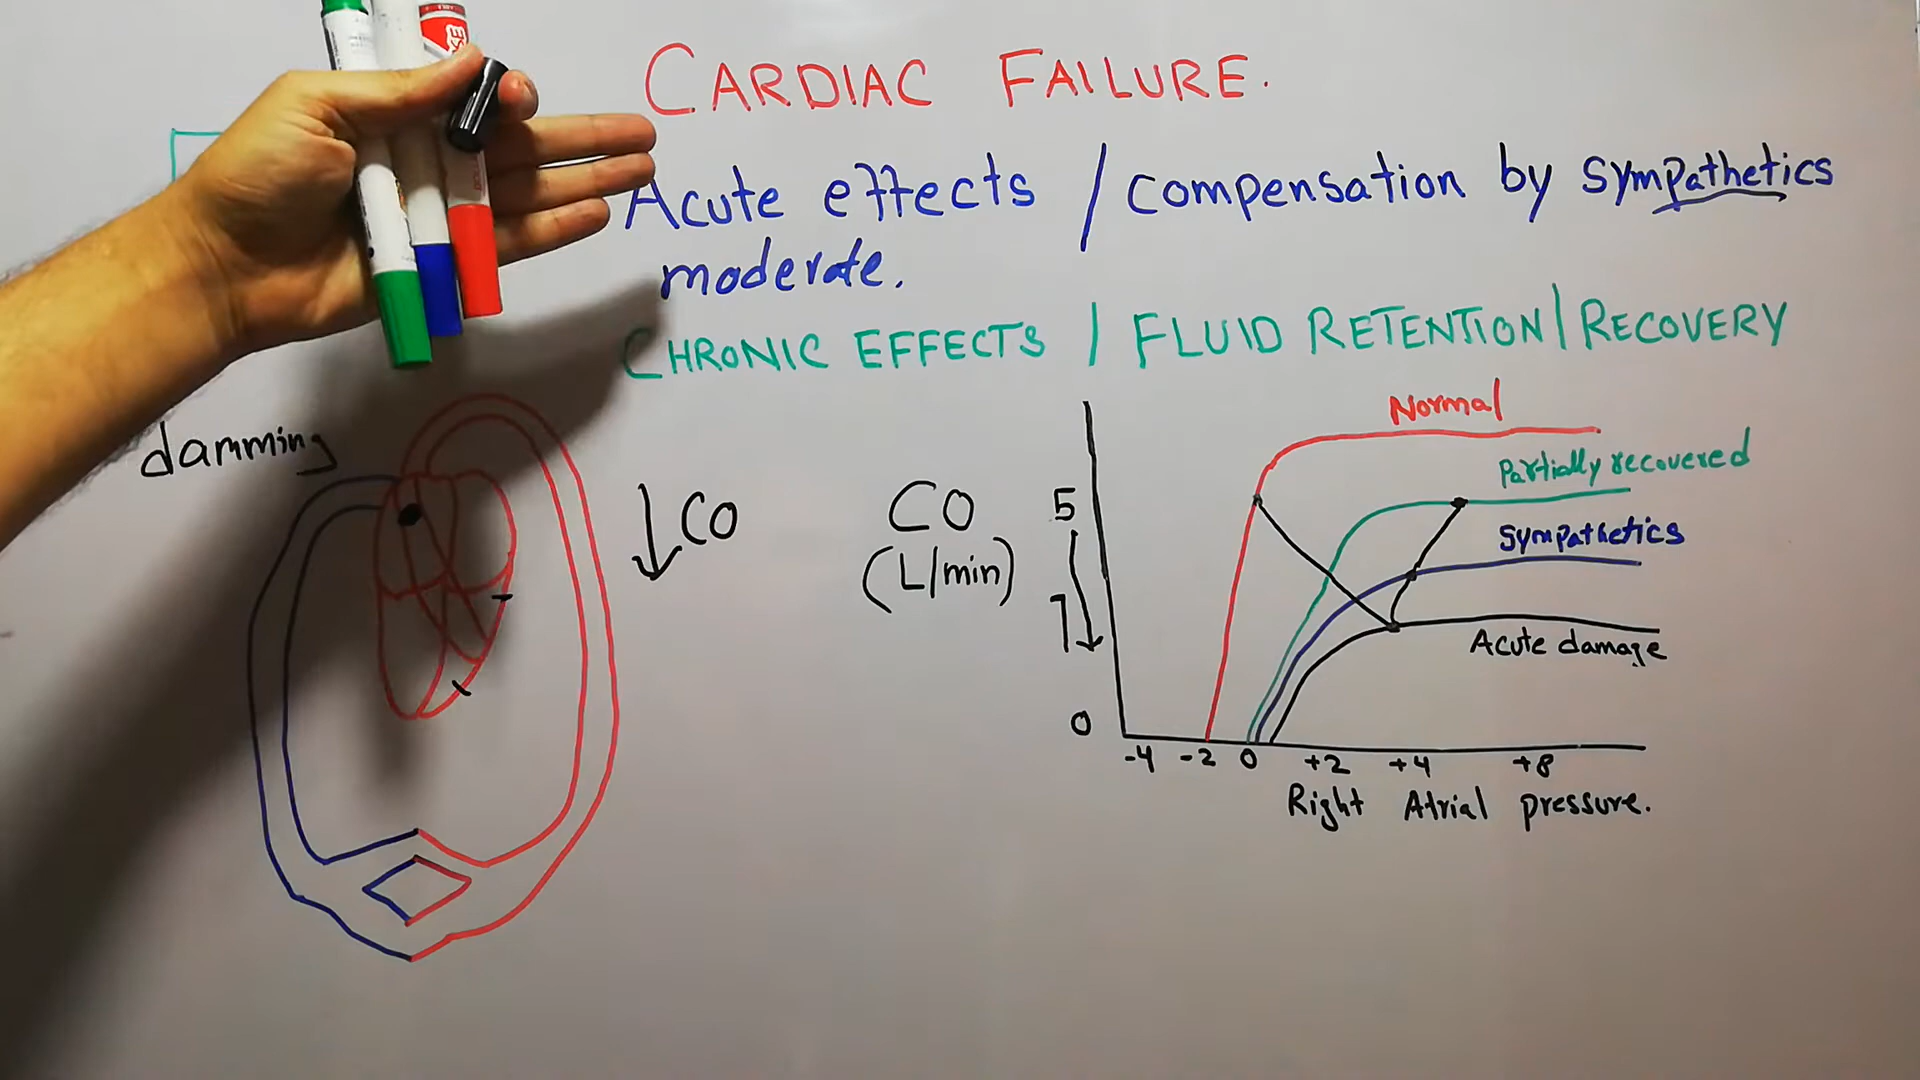 CARDIAC FAILURE.
Acute effects / compensation by sympathetics
moderate.
CHRONIC EFFECTS / FLUID RETENTION / RECOVERY
damming
↓ CO
CO
(L/min)
5
1
0
Normal
Partially recovered
Sympathetics
Acute damage
-4 -2 0 +2 +4 +8
Right Atrial pressure.